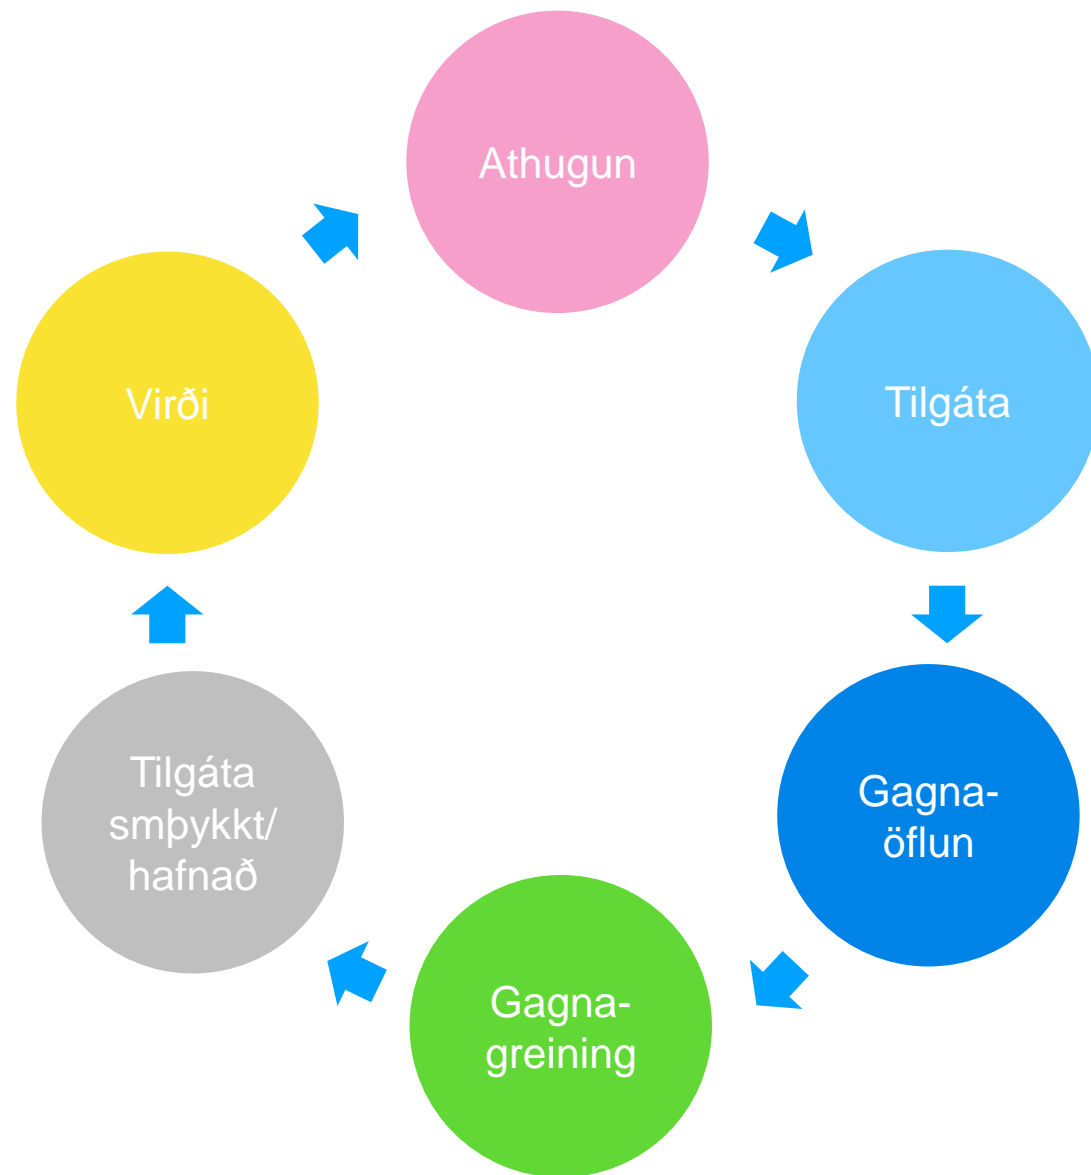 Athugun
Tilgáta
Gagna-
öflun
Gagna-
greining
Tilgáta
smþykkt/
hafnað
Virði